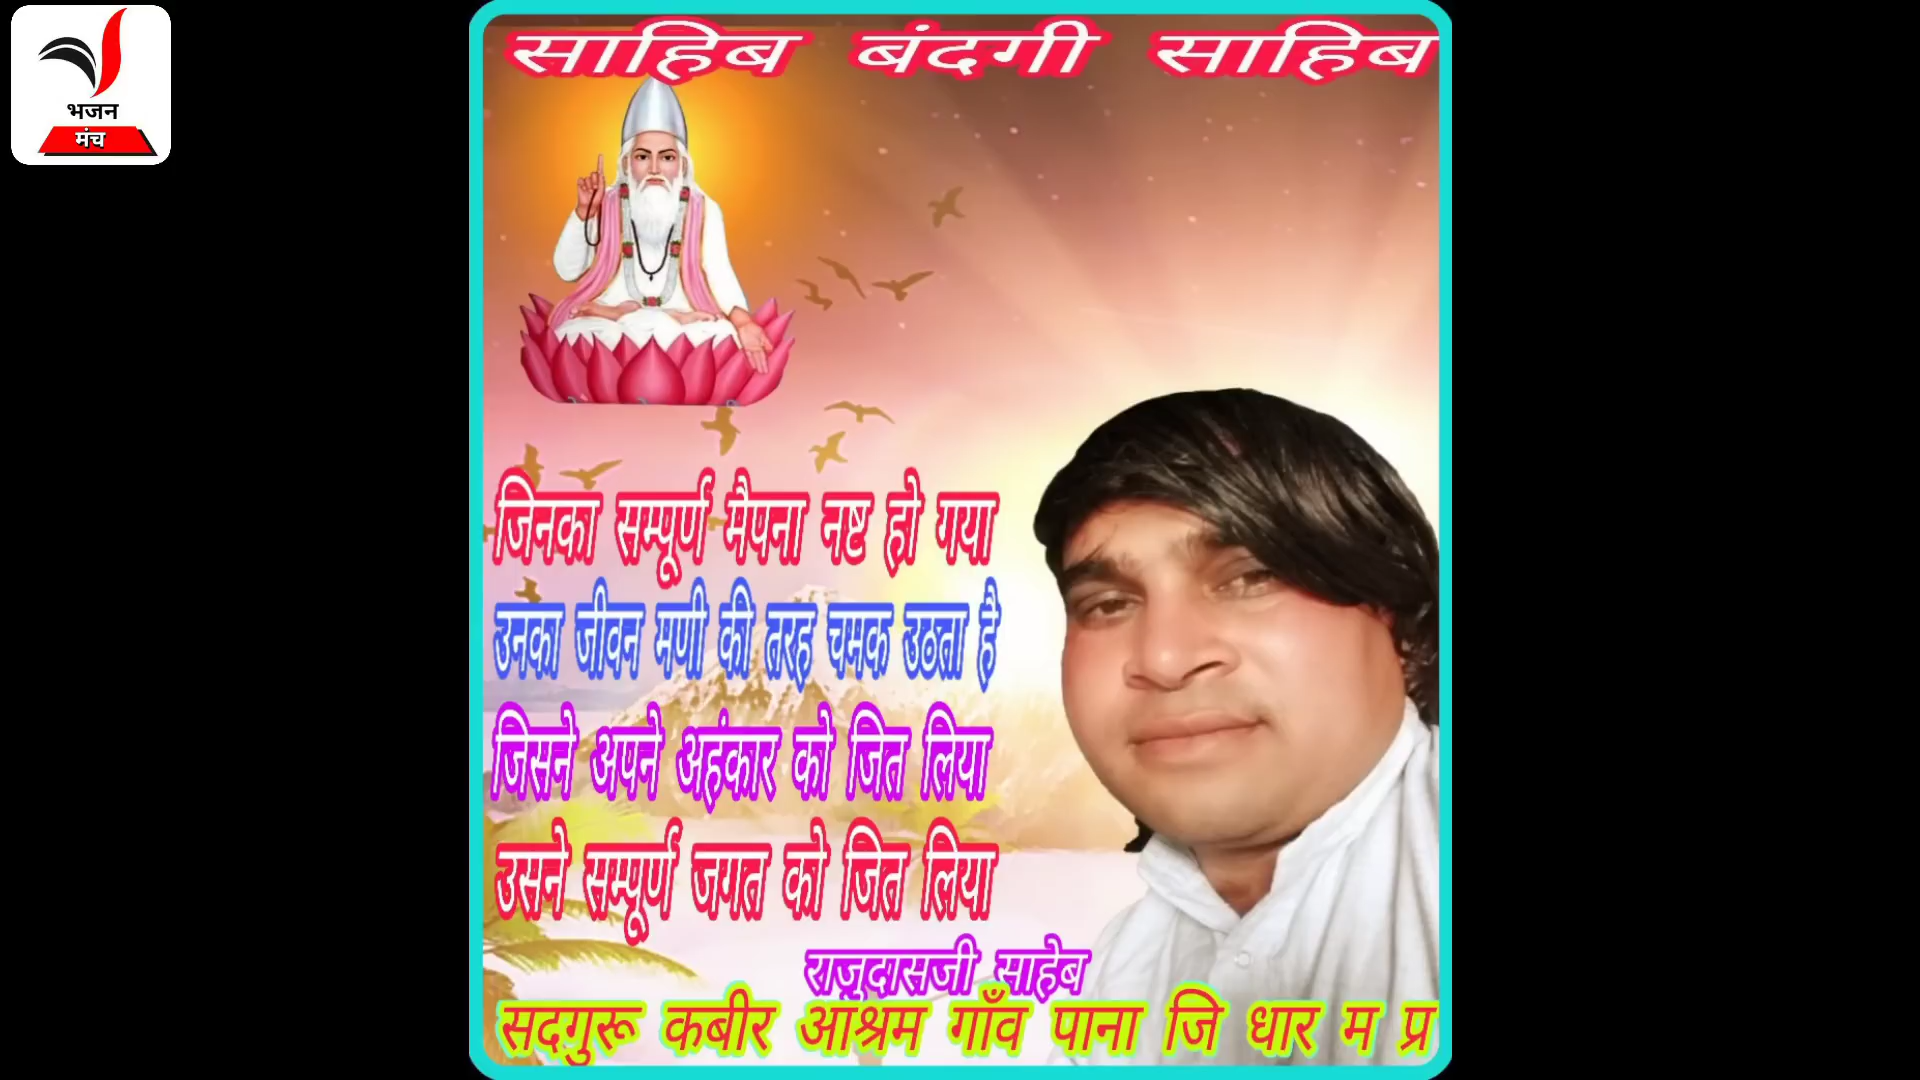 भजन
मंच
साहिब बंदगी साहिब
जिनका सम्पूर्ण मैपना नष्ट हो गया
उनका जीवन मणी की तरह चमक उठता है
जिसने अपने अहंकार को जित लिया
उसने सम्पूर्ण जगत को जित लिया
राजूदासजी साहेब
सदगुरू कबीर आश्रम गाँव पाना जि धार म प्र